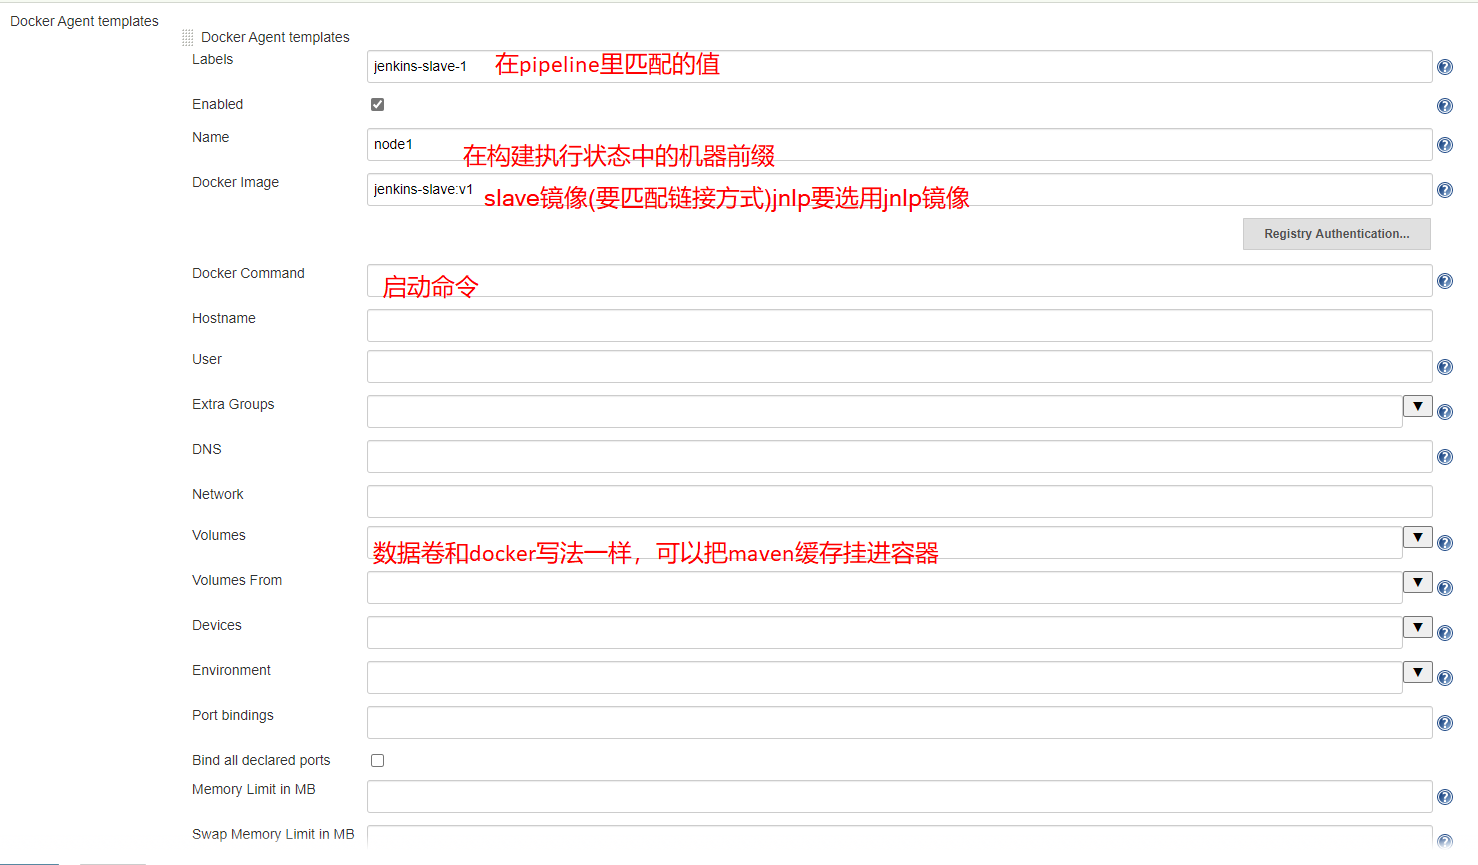 Docker Agent templates
Docker Agent templates
Labels
jenkins-slave-1 在pipeline里匹配的值
Enabled
Name
node1 在构建执行状态中的机器前缀
Docker Image
jenkins-slave:v1 slave镜像(要匹配链接方式)jnlp要选用jnlp镜像
Registry Authentication...
Docker Command
启动命令
Hostname
User
Extra Groups
DNS
Network
Volumes
数据卷和docker写法一样，可以把maven缓存挂进容器
Volumes From
Devices
Environment
Port bindings
Bind all declared ports
Memory Limit in MB
Swap Memory Limit in MB